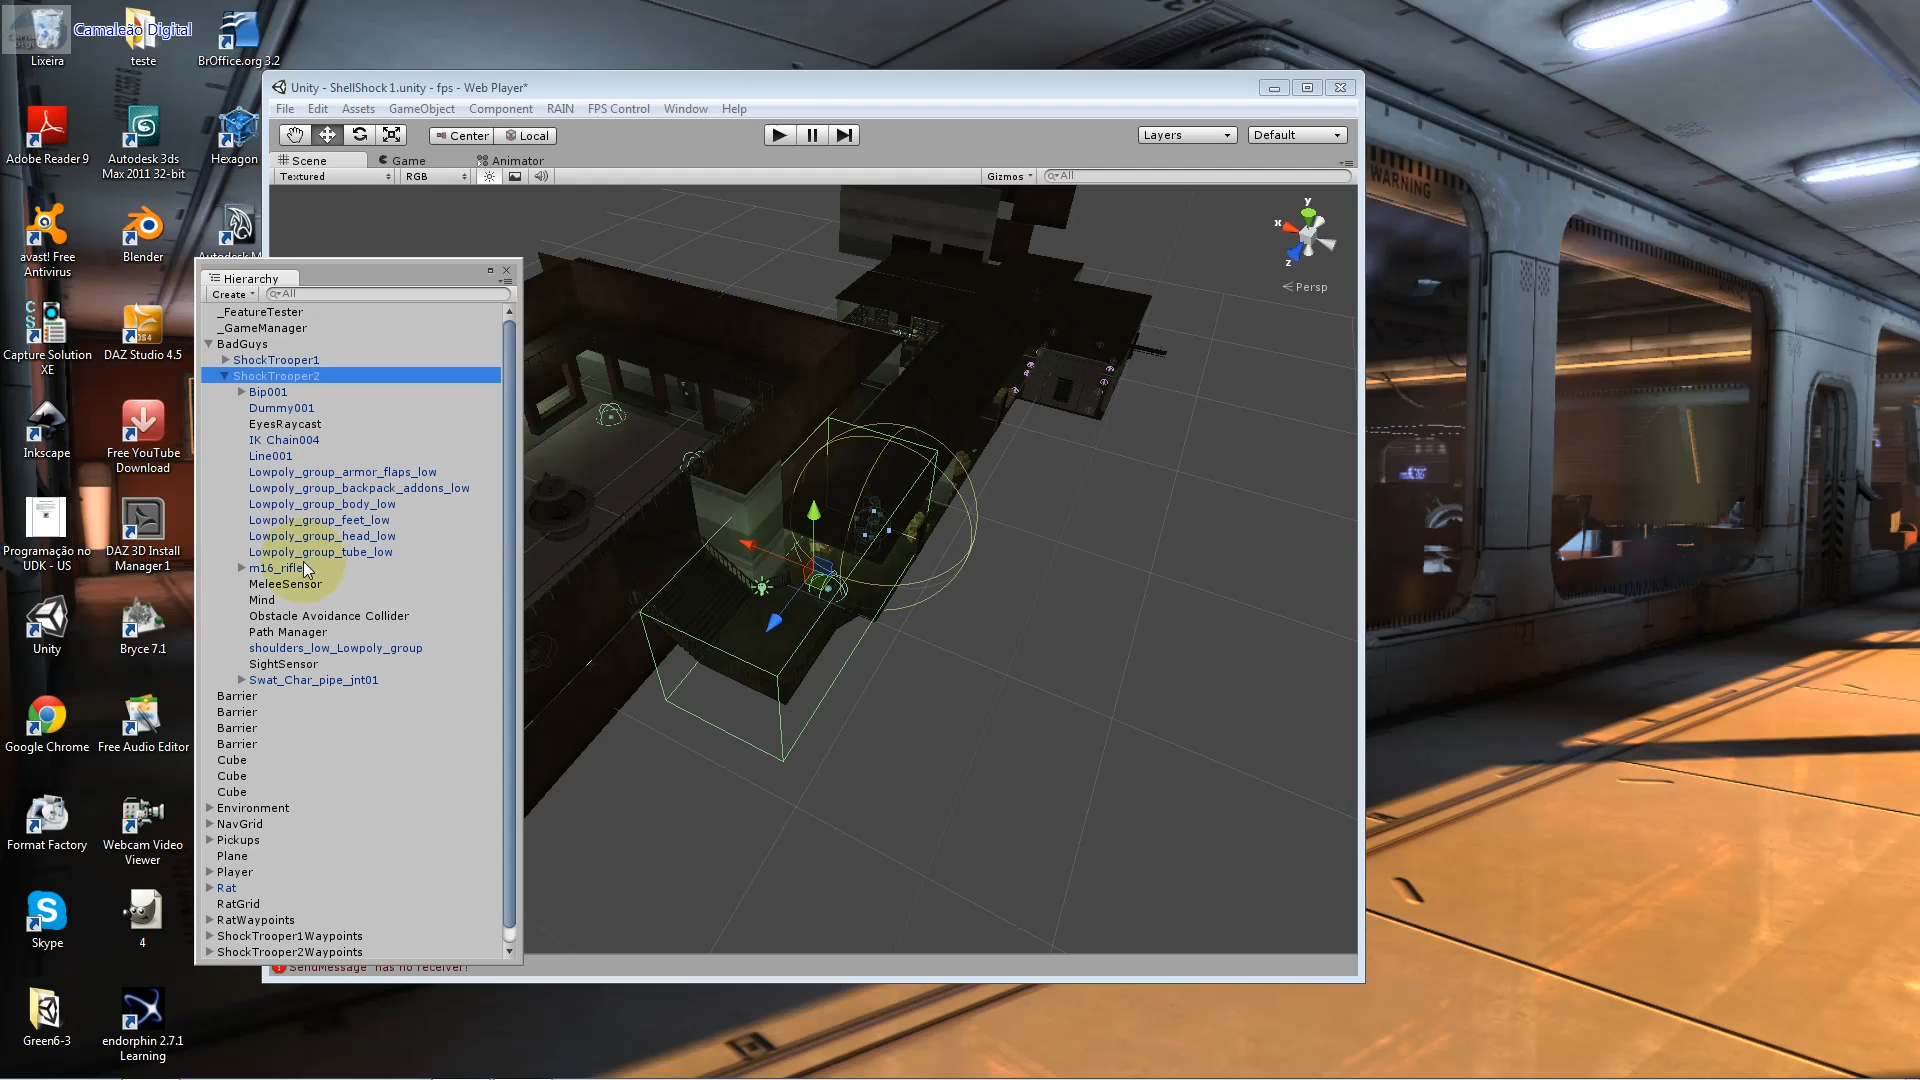 Camaleão Digital
Lixeira
teste
BrOffice.org 3.2
Adobe Reader 9
Autodesk 3ds
Max 2011 32-bit
Hexagon
avast! Free
Antivirus
Blender
Autodesk M
Capture Solution
XE
DAZ Studio 4.5
Inkscape
Free YouTube
Download
Programação no
UDK - US
DAZ 3D Install
Manager 1
Unity
Bryce 7.1
Google Chrome
Free Audio Editor
Format Factory
Webcam Video
Viewer
Skype
4
Green6-3
endorphin 2.7.1
Learning
Unity - ShellShock 1.unity - fps - Web Player*
File Edit Assets GameObject Component RAIN FPS Control Window Help
Center Local
Layers Default
Scene Game Animator
Textured RGB Gizmos All
y
x
z
Persp
Hierarchy
Create All
_FeatureTester
_GameManager
BadGuys
ShockTrooper1
ShockTrooper2
Bip001
Dummy001
EyesRaycast
IK Chain004
Line001
Lowpoly_group_armor_flaps_low
Lowpoly_group_backpack_addons_low
Lowpoly_group_body_low
Lowpoly_group_feet_low
Lowpoly_group_head_low
Lowpoly_group_tube_low
m16_rifle
MeleeSensor
Mind
Obstacle Avoidance Collider
Path Manager
shoulders_low_Lowpoly_group
SightSensor
Swat_Char_pipe_jnt01
Barrier
Barrier
Barrier
Barrier
Cube
Cube
Cube
Environment
NavGrid
Pickups
Plane
Player
Rat
RatGrid
RatWaypoints
ShockTrooper1Waypoints
ShockTrooper2Waypoints
SendMessage has no receiver!
WARNING